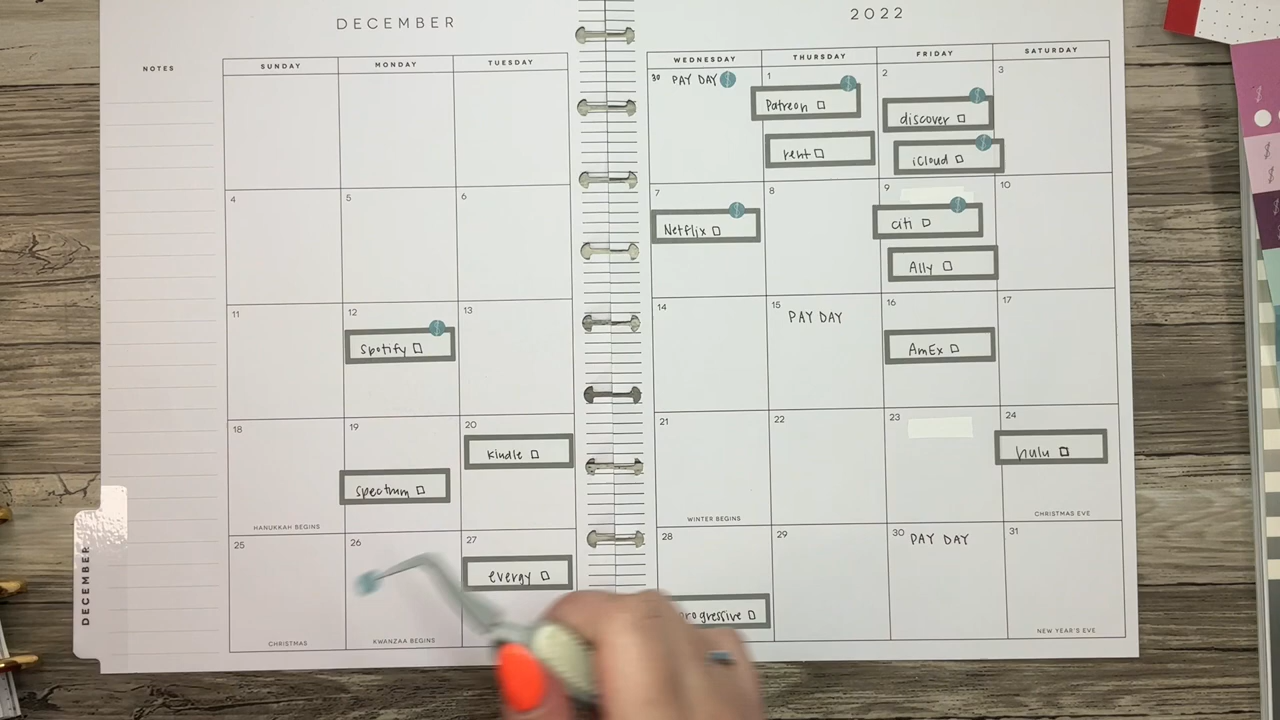 DECEMBER
2022
NOTES
SUNDAY
MONDAY
TUESDAY
WEDNESDAY
THURSDAY
FRIDAY
SATURDAY
30 PAY DAY
1
Patreon
rent
2
discover
iCloud
3
4
5
6
7
Netflix
8
9
citi
Ally
10
11
12
Spotify
13
14
15
PAY DAY
16
AmEx
17
18
HANUKKAH BEGINS
19
spectrum
20
kindle
21
WINTER BEGINS
22
23
24
hulu
CHRISTMAS EVE
25
CHRISTMAS
26
KWANZAA BEGINS
27
evergy
28
progressive
29
30 PAY DAY
31
NEW YEAR'S EVE
DECEMBER